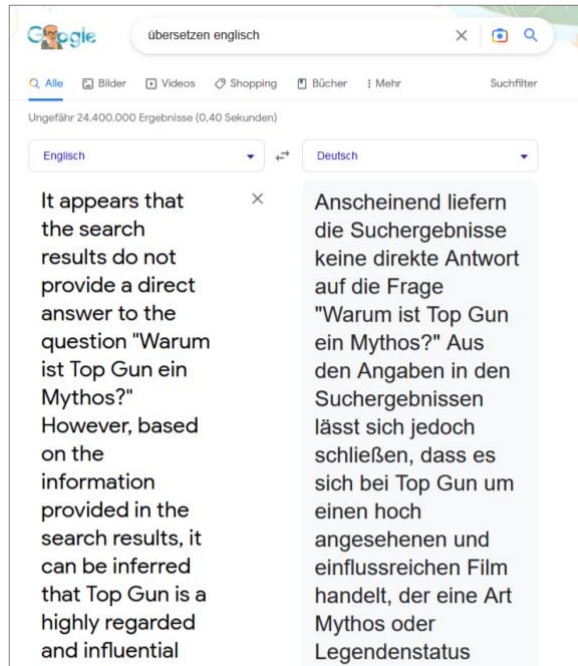 Google
übersetzen englisch
Alle Bilder Videos Shopping Bücher Mehr Suchfilter
Ungefähr 24.400.000 Ergebnisse (0,40 Sekunden)
Englisch
Deutsch
It appears that
the search
results do not
provide a direct
answer to the
question "Warum
ist Top Gun ein
Mythos?"
However, based
on the
information
provided in the
search results, it
can be inferred
that Top Gun is a
highly regarded
and influential
Anscheinend liefern
die Suchergebnisse
keine direkte Antwort
auf die Frage
"Warum ist Top Gun
ein Mythos?" Aus
den Angaben in den
Suchergebnissen
lässt sich jedoch
schließen, dass es
sich bei Top Gun um
einen hoch
angesehenen und
einflussreichen Film
handelt, der eine Art
Mythos oder
Legendenstatus